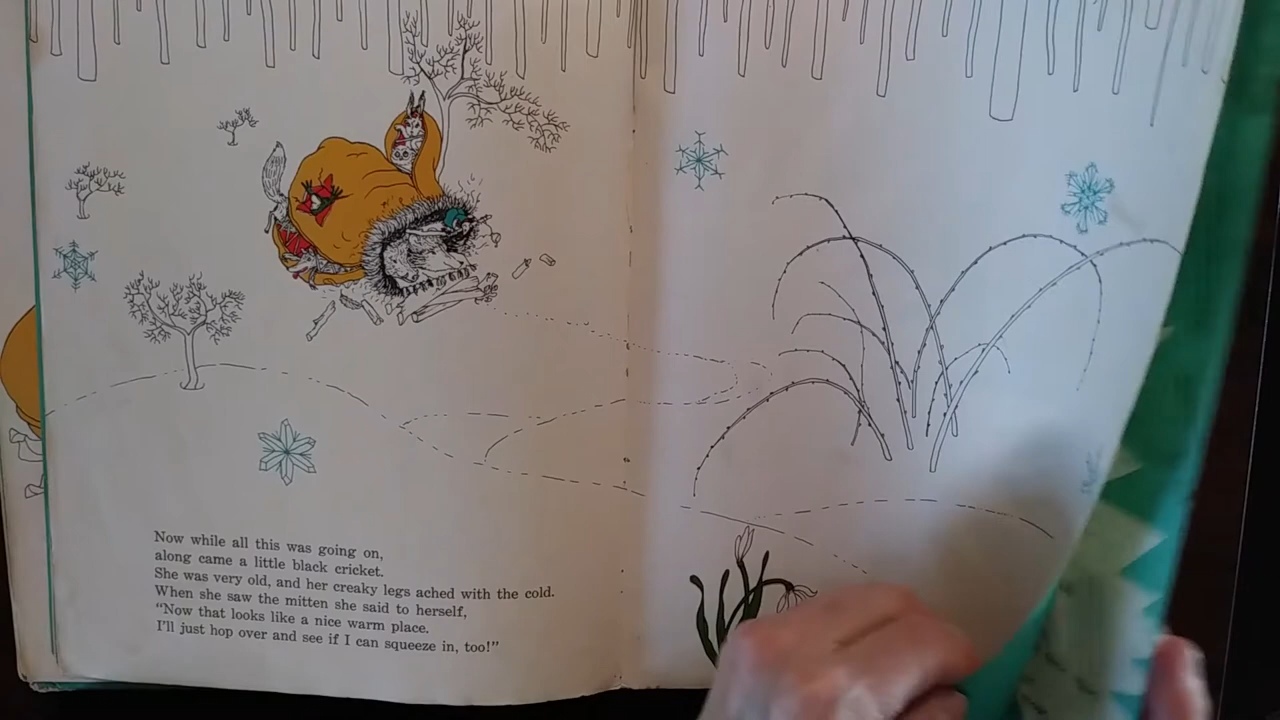 Now while all this was going on,
along came a little black cricket.
She was very old, and her creaky legs ached with the cold.
When she saw the mitten she said to herself,
“Now that looks like a nice warm place.
I'll just hop over and see if I can squeeze in, too!”